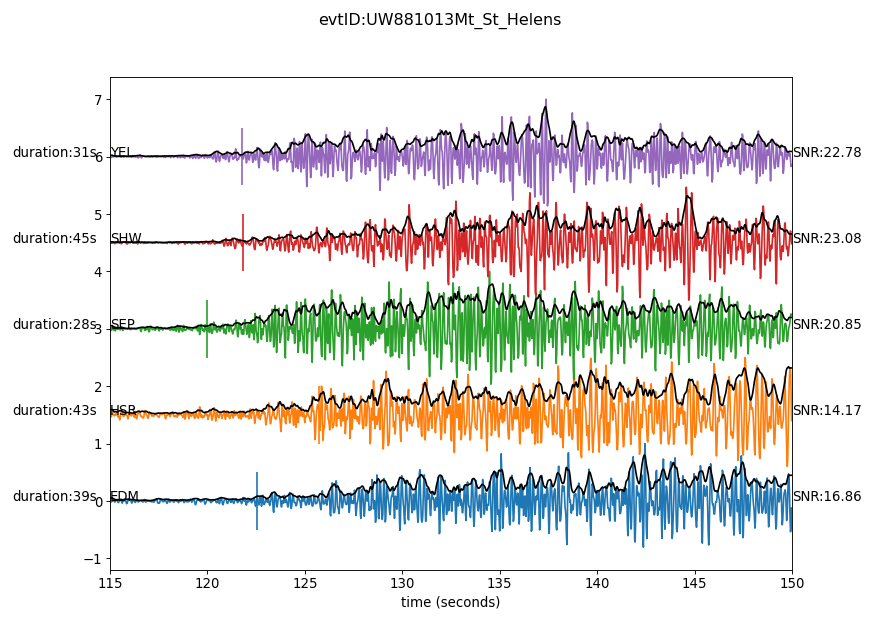 evtID:UW881013Mt_St_Helens
7
duration:31s YEL SNR:22.78
6
5
duration:45s SHW SNR:23.08
4
duration:28s SEP SNR:20.85
3
2
duration:43s HSR SNR:14.17
1
duration:39s EDM SNR:16.86
0
−1
115 120 125 130 135 140 145 150
time (seconds)